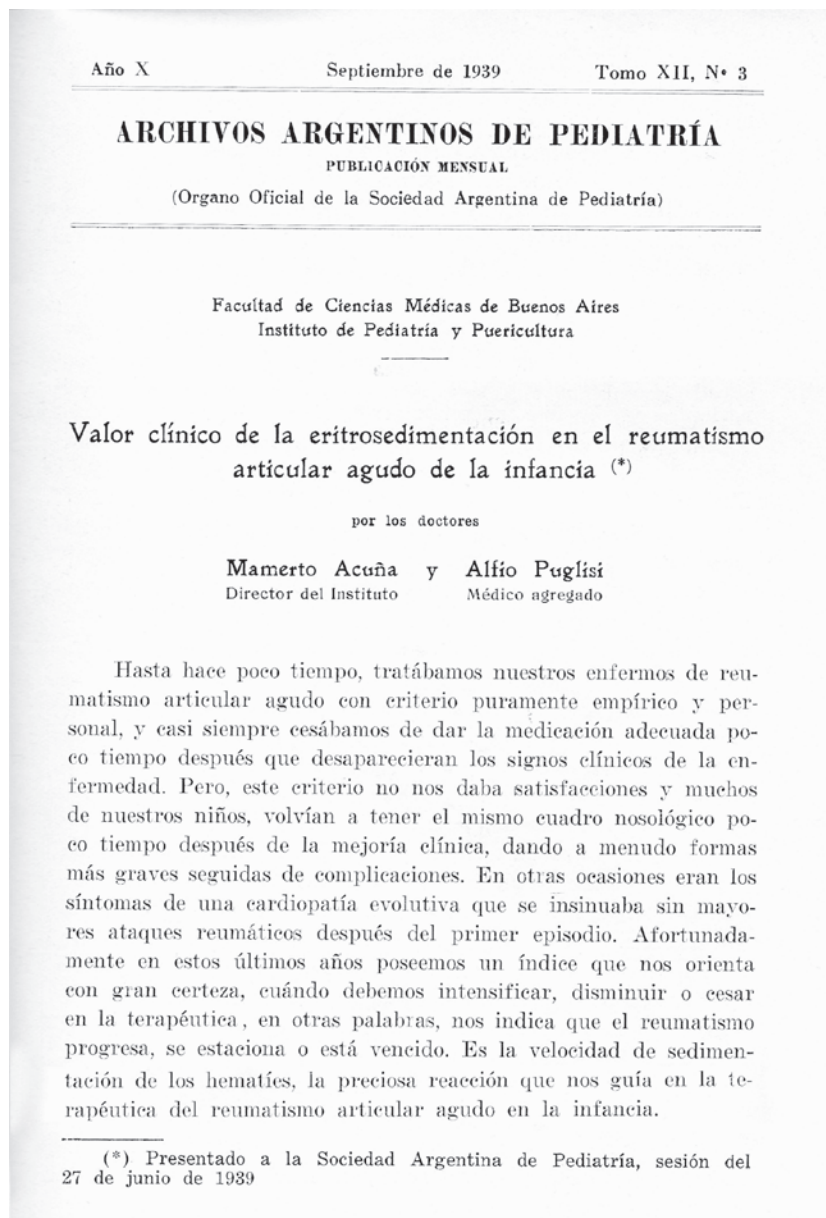 Año X Septiembre de 1939 Tomo XII, Nº 3
ARCHIVOS ARGENTINOS DE PEDIATRÍA
PUBLICACIÓN MENSUAL
(Organo Oficial de la Sociedad Argentina de Pediatría)
Facultad de Ciencias Médicas de Buenos Aires
Instituto de Pediatría y Puericultura
Valor clínico de la eritrosedimentación en el reumatismo
articular agudo de la infancia (*)
por los doctores
Mamerto Acuña y Alfio Puglisi
Director del Instituto Médico agregado
Hasta hace poco tiempo, tratábamos nuestros enfermos de reu-
matismo articular agudo con criterio puramente empírico y per-
sonal, y casi siempre cesábamos de dar la medicación adecuada po-
co tiempo después que desaparecieran los signos clínicos de la en-
fermedad. Pero, este criterio no nos daba satisfacciones y muchos
de nuestros niños, volvían a tener el mismo cuadro nosológico po-
co tiempo después de la mejoría clínica, dando a menudo formas
más graves seguidas de complicaciones. En otras ocasiones eran los
síntomas de una cardiopatía evolutiva que se insinuaba sin mayo-
res ataques reumáticos después del primer episodio. Afortunada-
mente en estos últimos años poseemos un índice que nos orienta
con gran certeza, cuándo debemos intensificar, disminuir o cesar
en la terapéutica, en otras palabras, nos indica que el reumatismo
progresa, se estaciona o está vencido. Es la velocidad de sedimen-
tación de los hematíes, la preciosa reacción que nos guía en la te-
rapéutica del reumatismo articular agudo en la infancia.
(*) Presentado a la Sociedad Argentina de Pediatría, sesión del
27 de junio de 1939